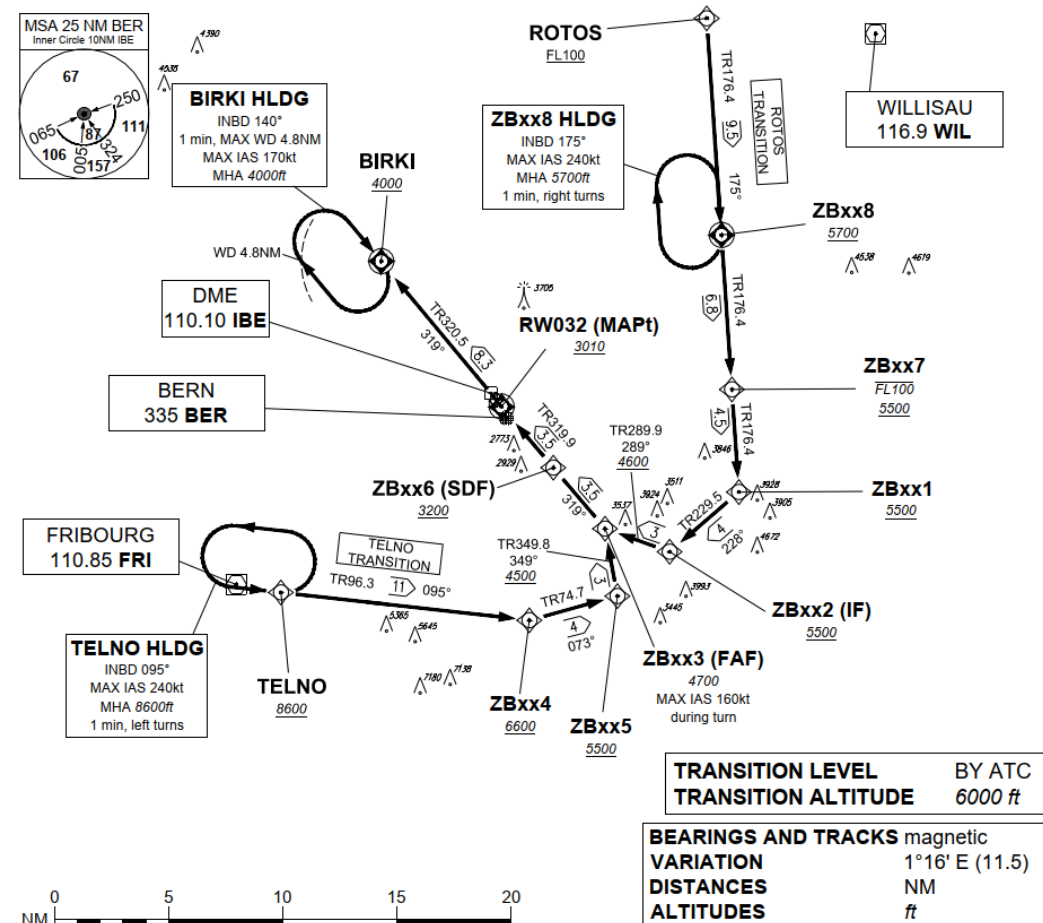 MSA 25 NM BER
Inner Circle 10NM IBE
67
250
065
87
111
106
005
324
157
4390
4535
BIRKI HLDG
INBD 140°
1 min, MAX WD 4.8NM
MAX IAS 170kt
MHA 4000ft
BIRKI
4000
WD 4.8NM
ROTOS
FL100
TR176.4
9.5
175°
ROTOS
TRANSITION
WILLISAU
116.9 WIL
ZBxx8 HLDG
INBD 175°
MAX IAS 240kt
MHA 5700ft
1 min, right turns
ZBxx8
5700
4538
4619
DME
110.10 IBE
TR320.5
8.3
319°
3705
RW032 (MAPt)
3010
6.8
TR176.4
ZBxx7
FL100
5500
BERN
335 BER
TR319.9
3.5
2773
2929
TR289.9
289°
4600
4.5
TR176.4
3846
ZBxx6 (SDF)
3200
3.5
319°
3537
3924
3511
3928
3905
4672
ZBxx1
5500
TR229.5
4
228°
3
FRIBOURG
110.85 FRI
TELNO
TRANSITION
TR96.3
11
095°
TR349.8
349°
4500
3
TR74.7
4
073°
3993
3445
ZBxx2 (IF)
5500
5385
5645
7180
7138
TELNO HLDG
INBD 095°
MAX IAS 240kt
MHA 8600ft
1 min, left turns
TELNO
8600
ZBxx4
6600
ZBxx5
5500
ZBxx3 (FAF)
4700
MAX IAS 160kt
during turn
TRANSITION LEVEL BY ATC
TRANSITION ALTITUDE 6000 ft
BEARINGS AND TRACKS magnetic
VARIATION 1°16' E (11.5)
DISTANCES NM
ALTITUDES ft
0 5 10 15 20
NM